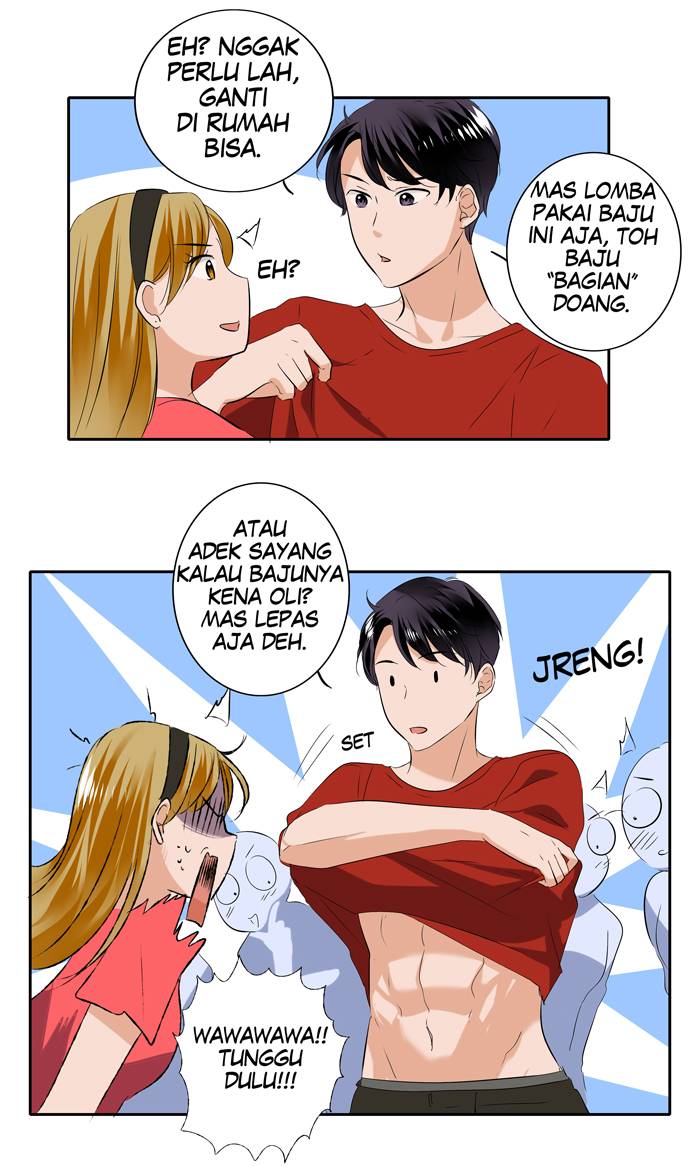 EH? NGGAK
PERLU LAH,
GANTI
DI RUMAH
BISA.
MAS LOMBA
PAKAI BAJU
INI AJA, TOH
BAJU
"BAGIAN"
DOANG.
EH?
ATAU
ADEK SAYANG
KALAU BAJUNYA
KENA OLI?
MAS LEPAS
AJA DEH.
JRENG!
SET
WAWAWAWA!!
TUNGGU
DULU!!!